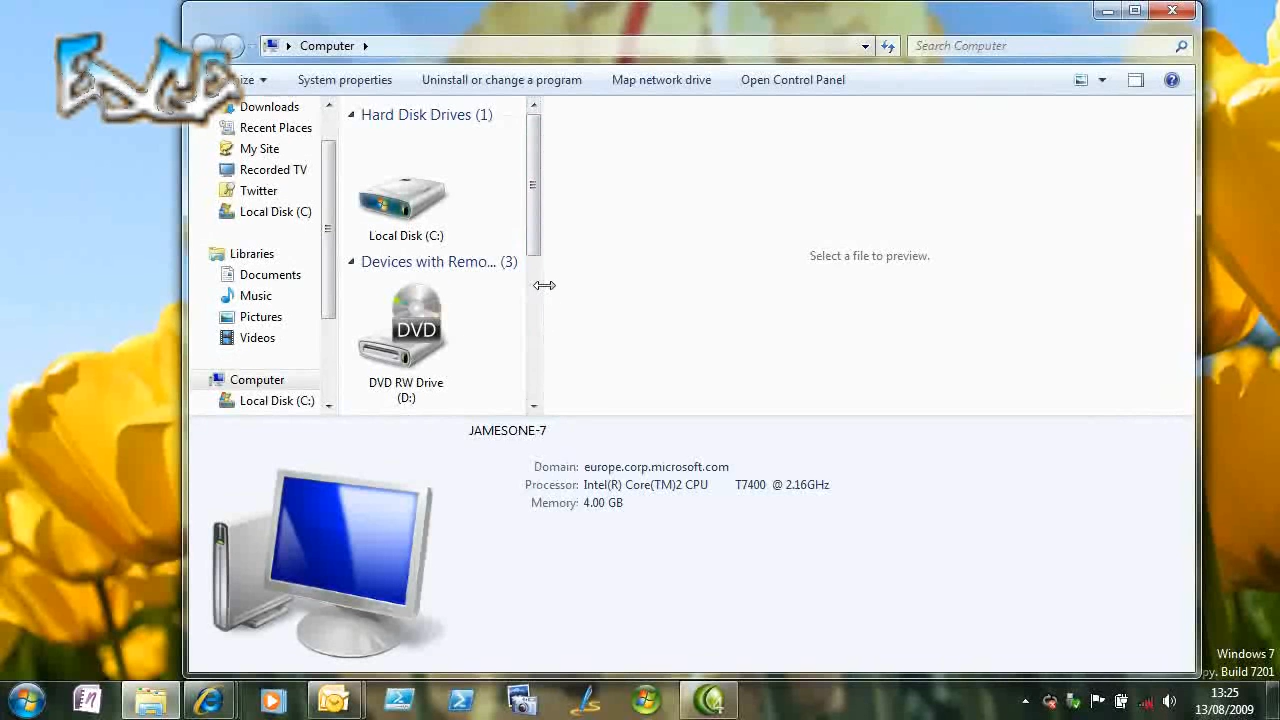 Computer
Search Computer
System properties
Uninstall or change a program
Map network drive
Open Control Panel
Downloads
Recent Places
My Site
Recorded TV
Twitter
Local Disk (C)
Libraries
Documents
Music
Pictures
Videos
Computer
Local Disk (C:)
Hard Disk Drives (1)
Local Disk (C:)
Devices with Remo... (3)
DVD
DVD RW Drive
(D:)
Select a file to preview.
JAMESONE-7
Domain: europe.corp.microsoft.com
Processor: Intel(R) Core(TM)2 CPU T7400 @ 2.16GHz
Memory: 4.00 GB
Windows 7
py. Build 7201
4
13:25
13/08/2009